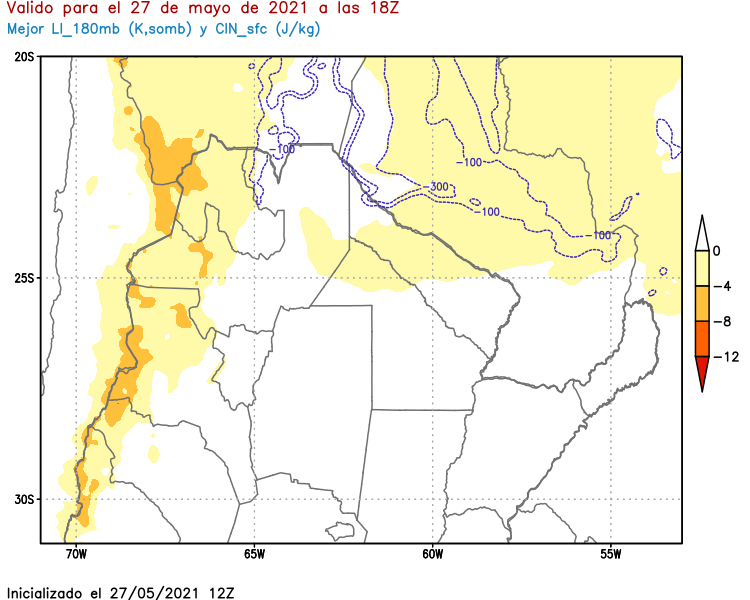 Valido para el 27 de mayo de 2021 a las 18Z
Mejor LI_180mb (K,somb) y CIN_sfc (J/kg)
20S
-100
-100
-300
-100
-100
0
25S
-4
-8
-12
30S
70W 65W 60W 55W
Inicializado el 27/05/2021 12Z